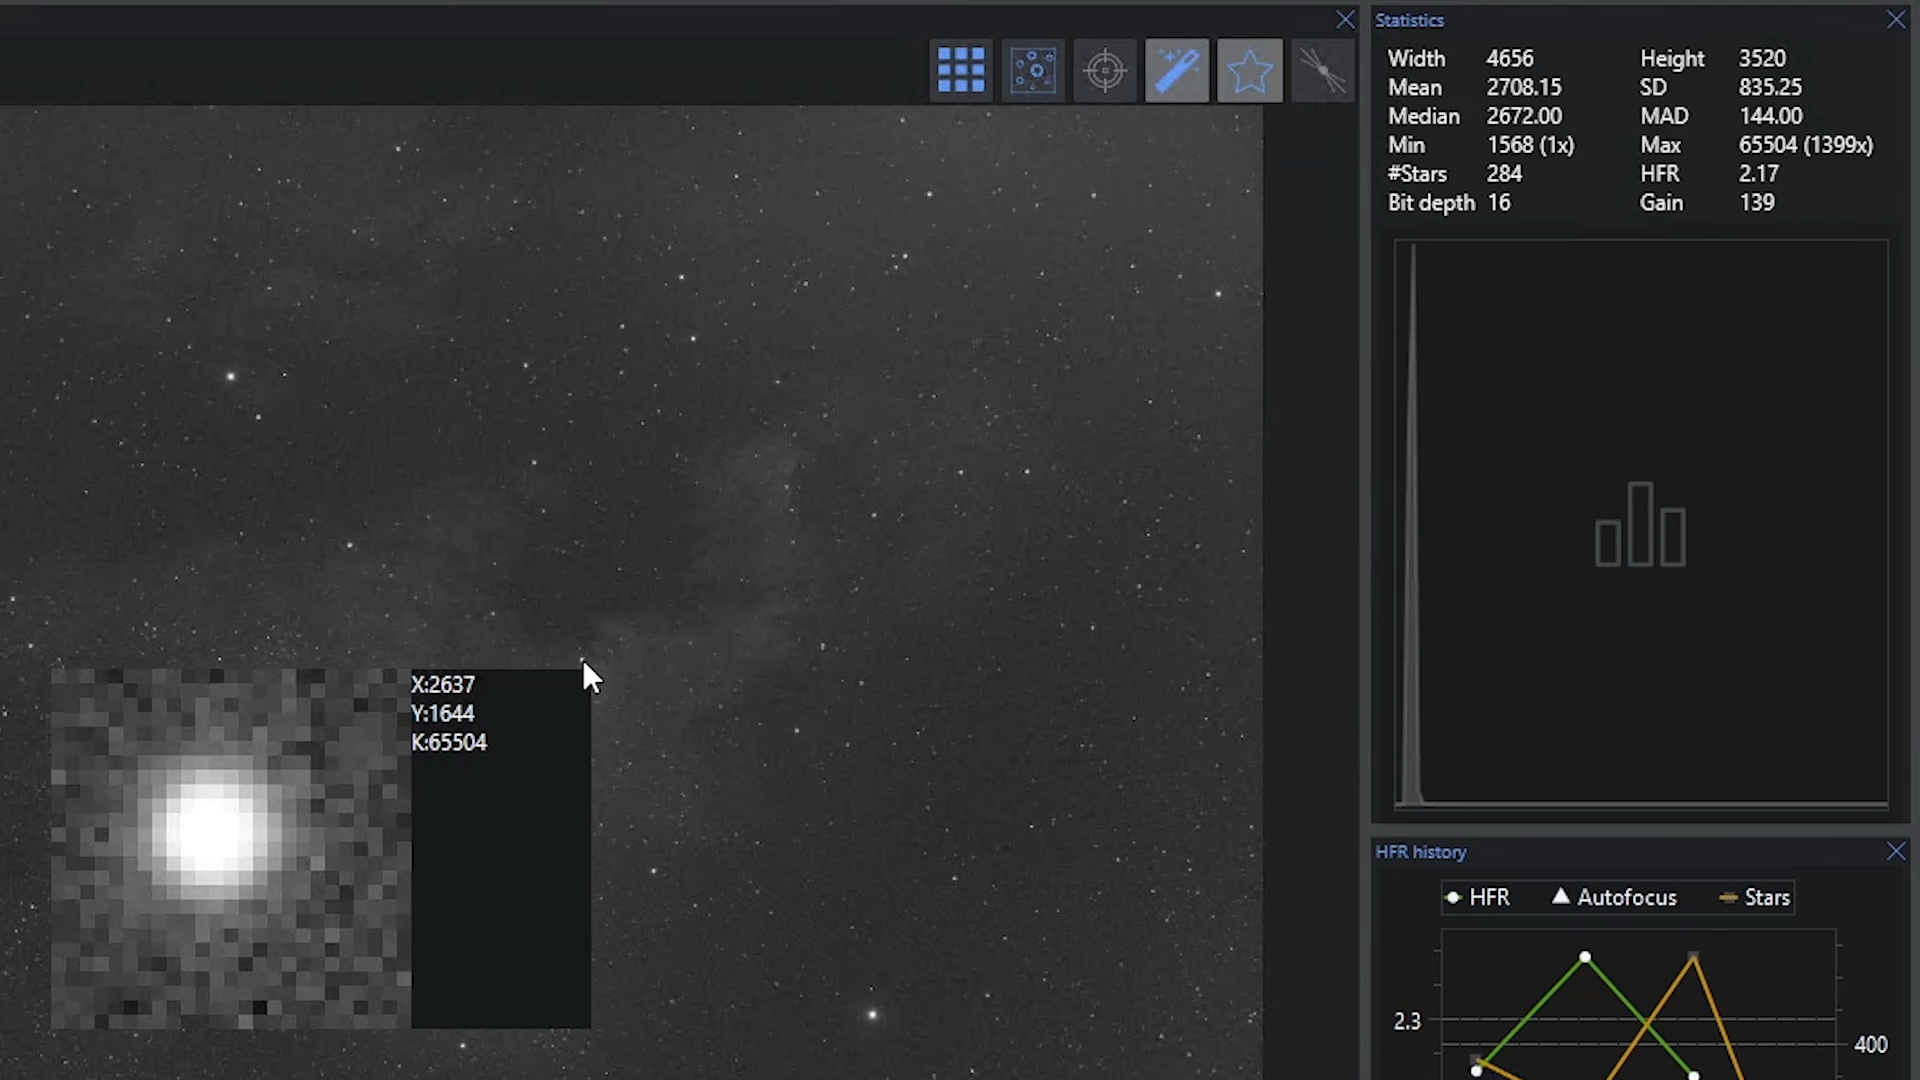 Statistics
Width 4656 Height 3520
Mean 2708.15 SD 835.25
Median 2672.00 MAD 144.00
Min 1568 (1x) Max 65504 (1399x)
#Stars 284 HFR 2.17
Bit depth 16 Gain 139
X:2637
Y:1644
K:65504
HFR history
HFR Autofocus Stars
2.3
400